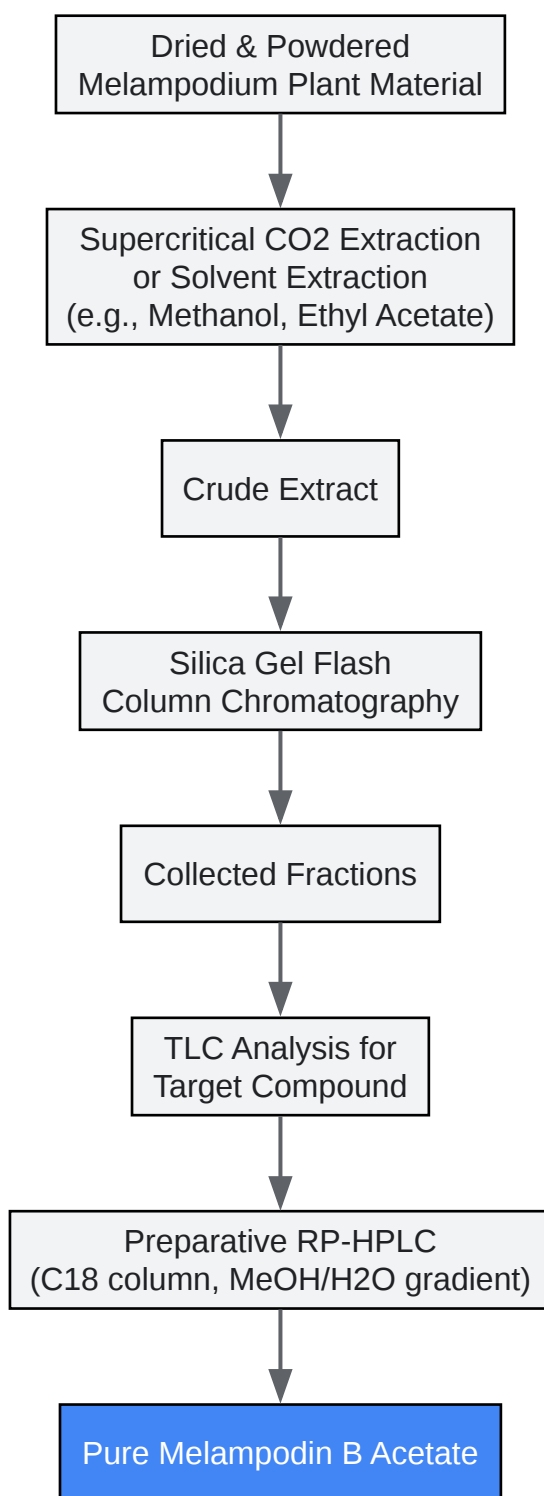 Dried & Powdered
Melampodium Plant Material
Supercritical CO2 Extraction
or Solvent Extraction
(e.g., Methanol, Ethyl Acetate)
Crude Extract
Silica Gel Flash
Column Chromatography
Collected Fractions
TLC Analysis for
Target Compound
Preparative RP-HPLC
(C18 column, MeOH/H2O gradient)
Pure Melampodin B Acetate